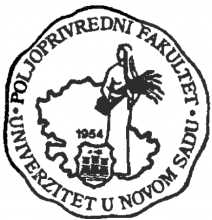 POLJOPRIVREDNI FAKULTET
UNIVERZITET U NOVOM SADU
1954